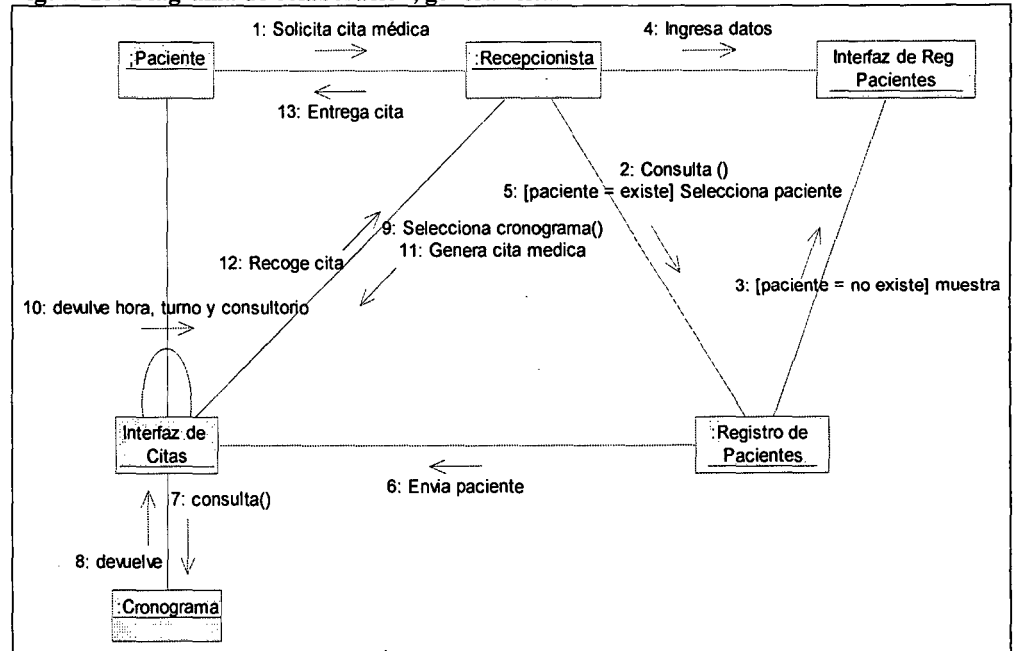 1: Solicita cita médica
4: Ingresa datos
:Paciente
:Recepcionista
Interfaz de Reg
Pacientes
13: Entrega cita
2: Consulta ()
5: [paciente = existe] Selecciona paciente
9: Selecciona cronograma()
11: Genera cita medica
12: Recoge cita
3: [paciente = no existe] muestra
10: devulve hora, turno y consultorio
Interfaz de
Citas
:Registro de
Pacientes
6: Envia paciente
7: consulta()
8: devuelve
:Cronograma